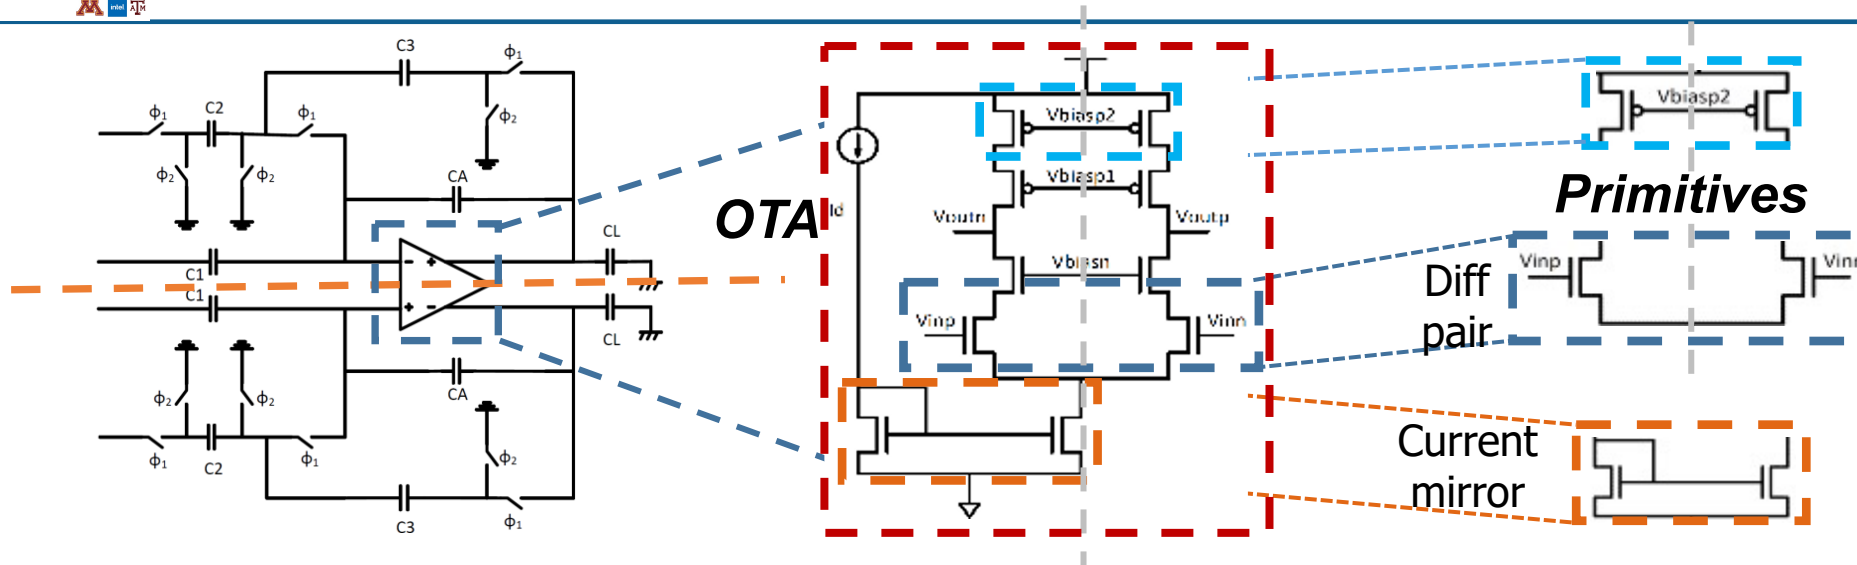 M intel ATM
C3
ϕ1
ϕ1
C2
ϕ1
ϕ2
ϕ2
ϕ2
CA
C1
C1
CL
CL
CA
ϕ2
ϕ2
ϕ1
C2
ϕ1
ϕ2
C3
ϕ1
OTA
Id
Vbiasp2
Vbiasp1
Voutn
Voutp
Vbiasn
Vinp
Vinn
Vbiasp2
Primitives
Vinp
Diff
pair
Current
mirror